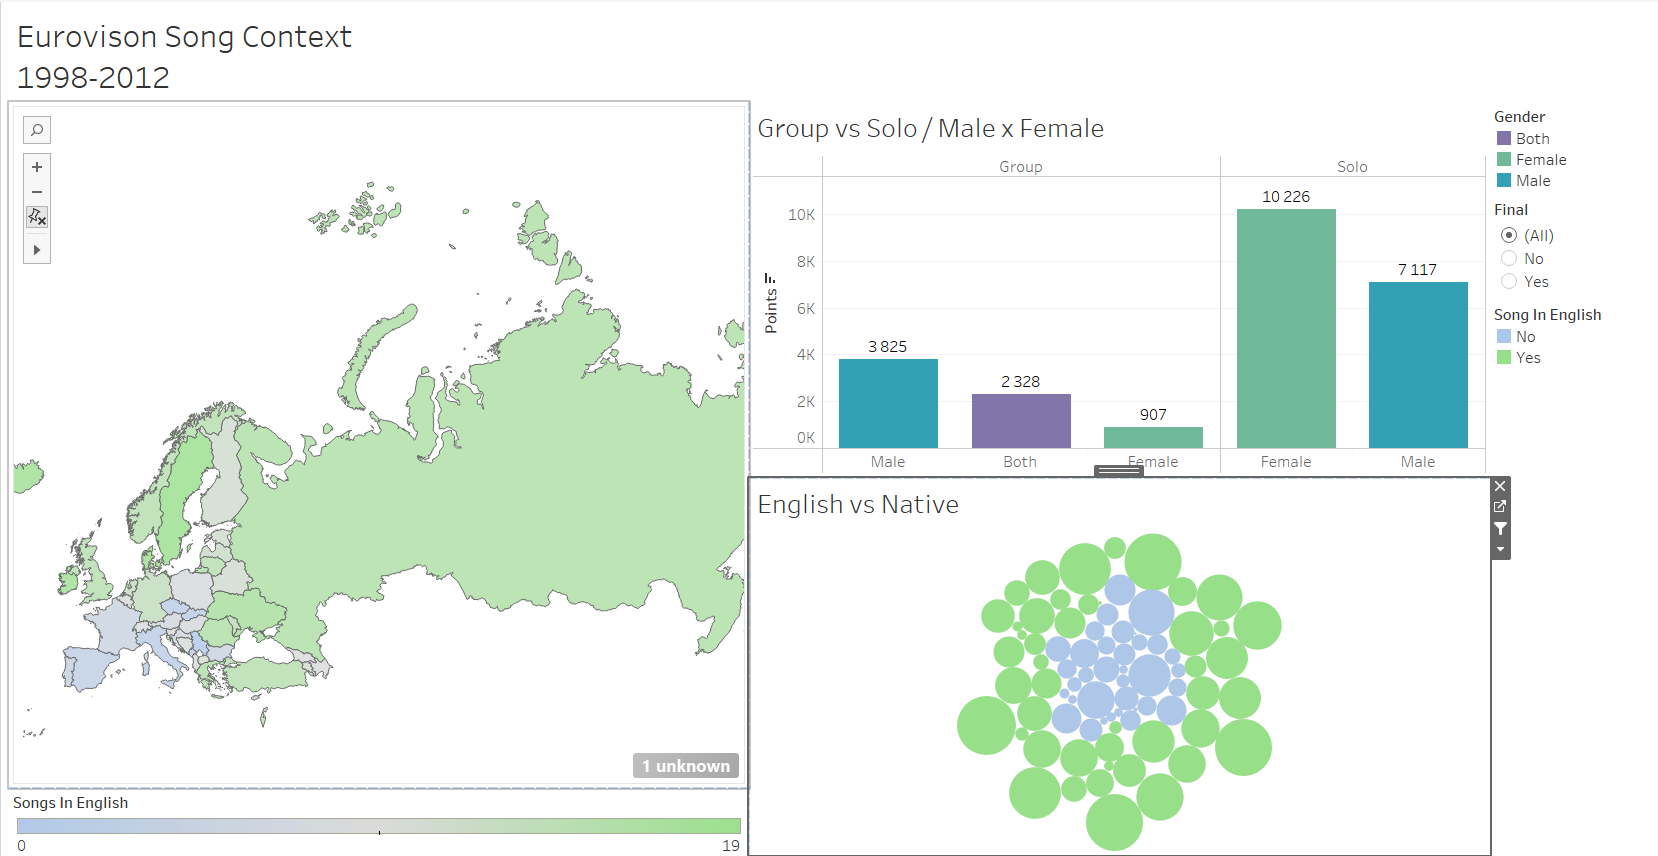 Eurovison Song Context
1998-2012
1 unknown
Songs In English
0
19
Group vs Solo / Male x Female
Group
Solo
Points
10K
8K
6K
4K
2K
0K
3 825
2 328
907
10 226
7 117
Male
Both
Female
Female
Male
English vs Native
Gender
Both
Female
Male
Final
(All)
No
Yes
Song In English
No
Yes